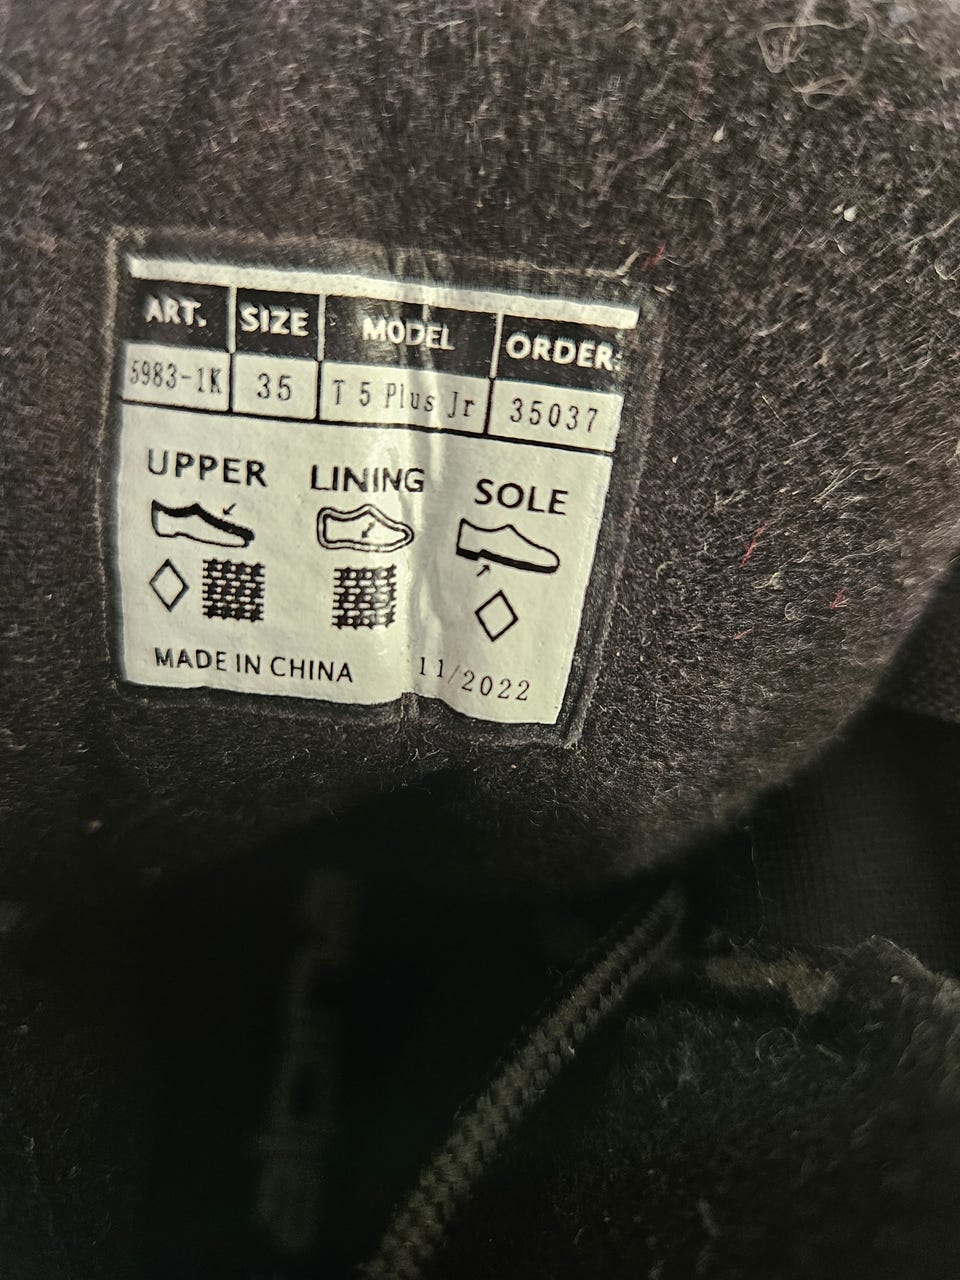 ART. SIZE MODEL ORDER:
5983-1K 35 T 5 Plus Jr 35037
UPPER LINING SOLE
MADE IN CHINA 11/2022